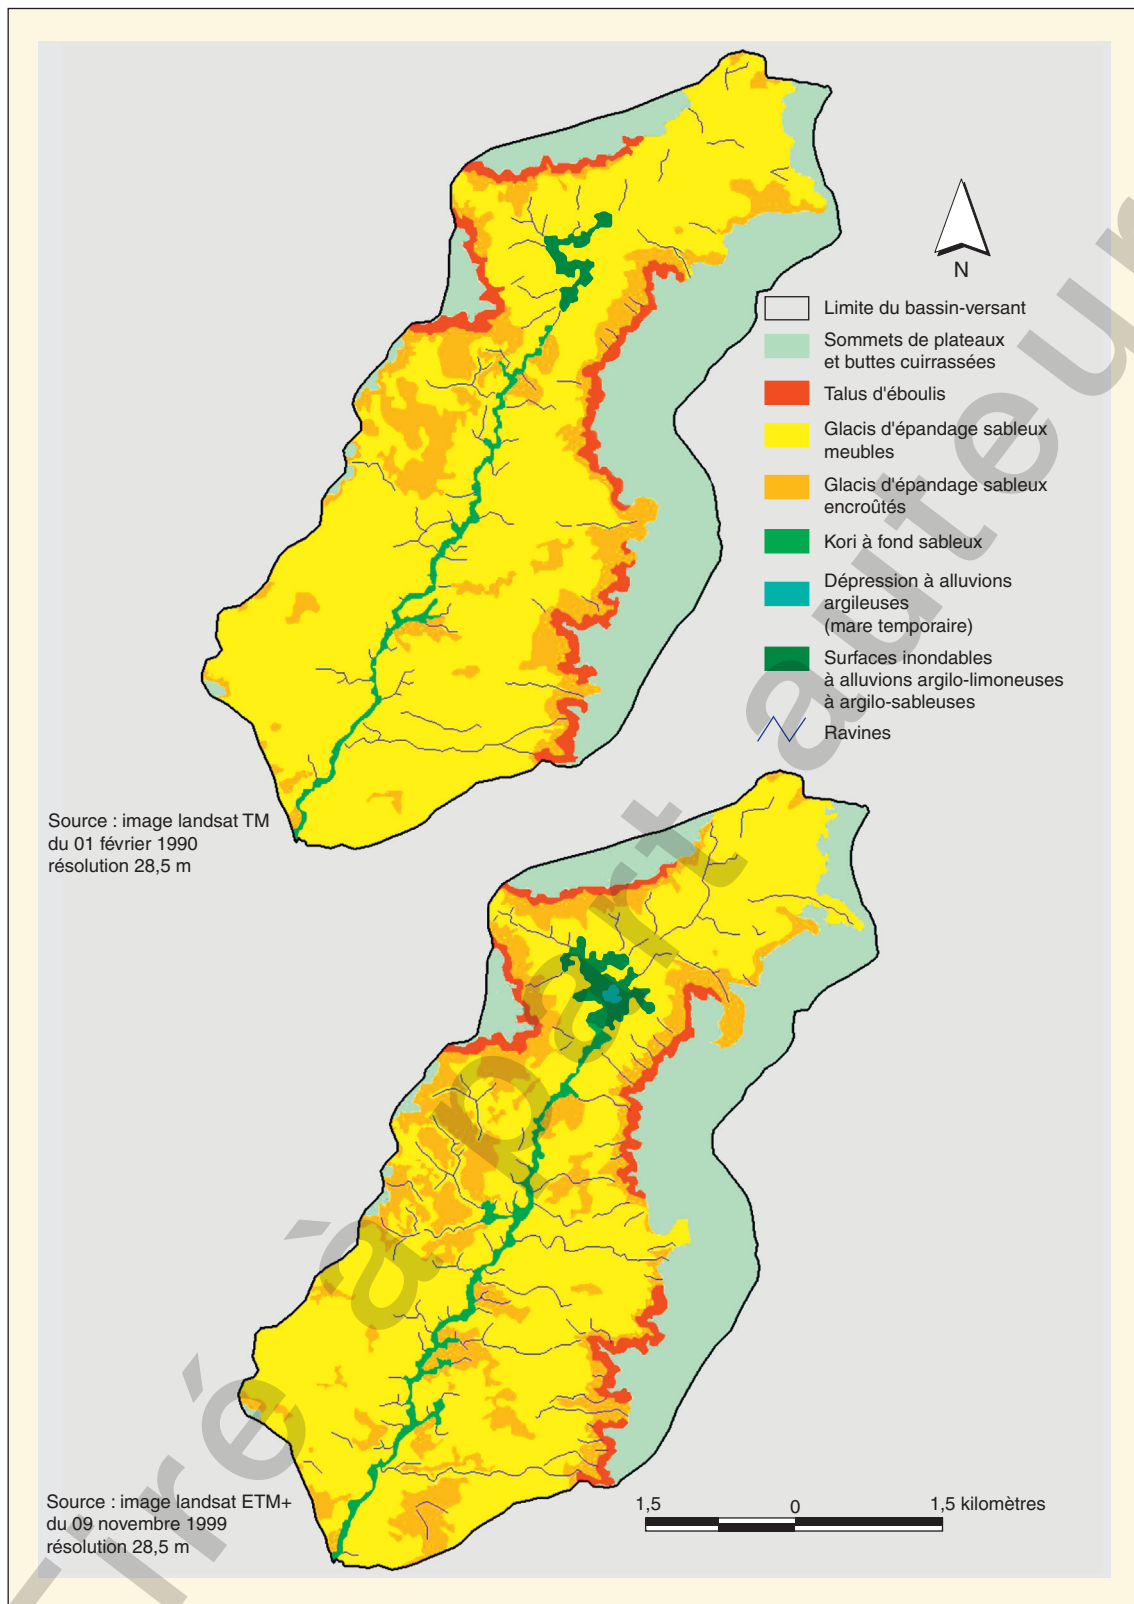 N
Limite du bassin-versant
Sommets de plateaux
et buttes cuirrassées
Talus d'éboulis
Glacis d'épandage sableux
meubles
Glacis d'épandage sableux
encroûtés
Kori à fond sableux
Dépression à alluvions
argileuses
(mare temporaire)
Surfaces inondables
à alluvions argilo-limoneuses
à argilo-sableuses
Ravines
Source : image landsat TM
du 01 février 1990
résolution 28,5 m
Source : image landsat ETM+
du 09 novembre 1999
résolution 28,5 m
1,5 0 1,5 kilomètres
Tiré à part auteur